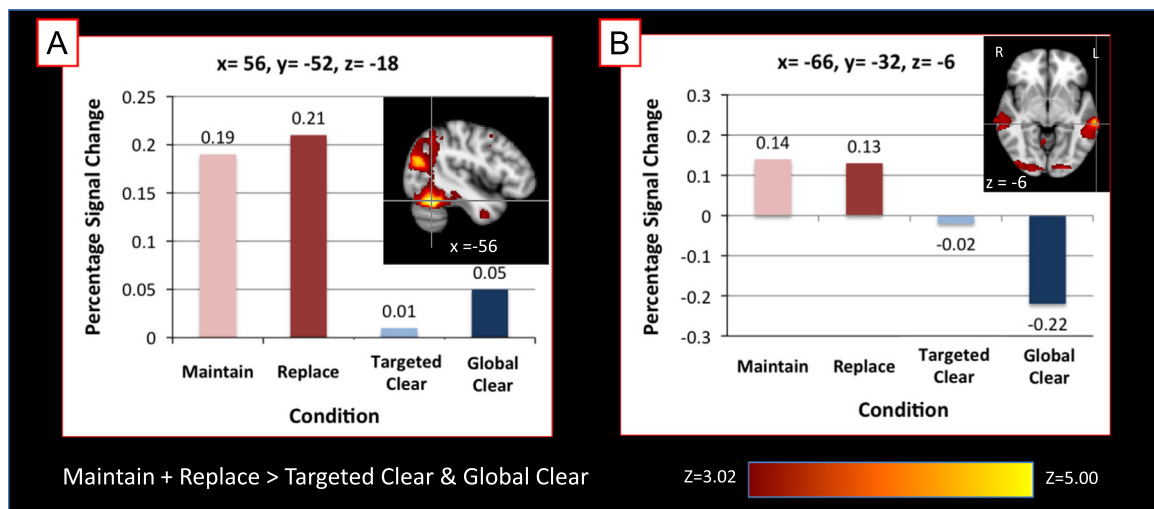 A
x= 56, y= -52, z= -18
Percentage Signal Change
0.25
0.2
0.15
0.1
0.05
0
0.19
0.21
0.01
0.05
x =-56
Maintain
Replace
Targeted
Clear
Global
Clear
Condition
B
x= -66, y= -32, z= -6
R
L
z = -6
Percentage Signal Change
0.3
0.2
0.1
0
-0.1
-0.2
-0.3
0.14
0.13
-0.02
-0.22
Maintain
Replace
Targeted
Clear
Global
Clear
Condition
Maintain + Replace > Targeted Clear & Global Clear
Z=3.02
Z=5.00